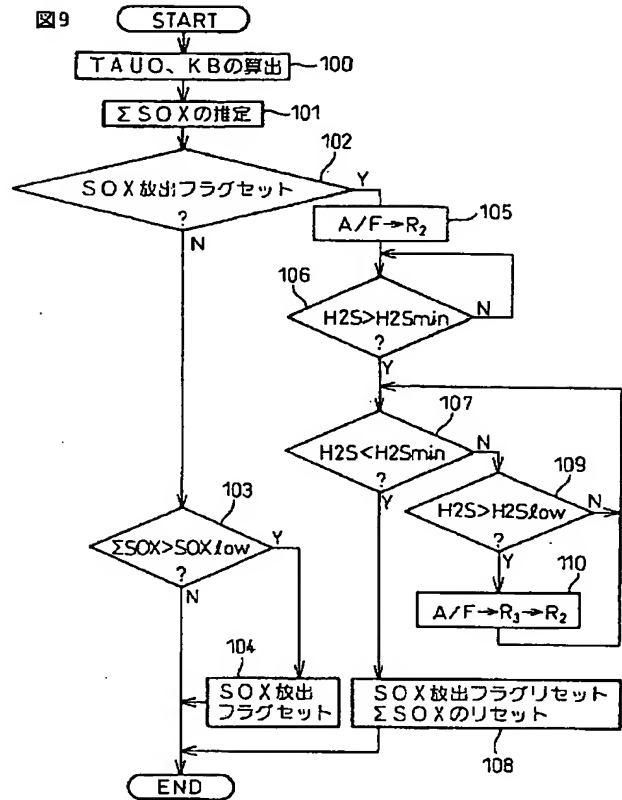 図9
START
TAUO、KBの算出
100
ΣSOXの推定
101
102
SOX放出フラグセット
?
Y
N
A/F→R₂
105
106
H2S>H2Smin
?
N
Y
107
H2S<H2Smin
?
N
Y
109
H2S>H2Slow
?
N
Y
110
A/F→R₃→R₂
103
ΣSOX>SOXlow
?
Y
N
104
SOX放出
フラグセット
SOX放出フラグリセット
ΣSOXのリセット
108
END